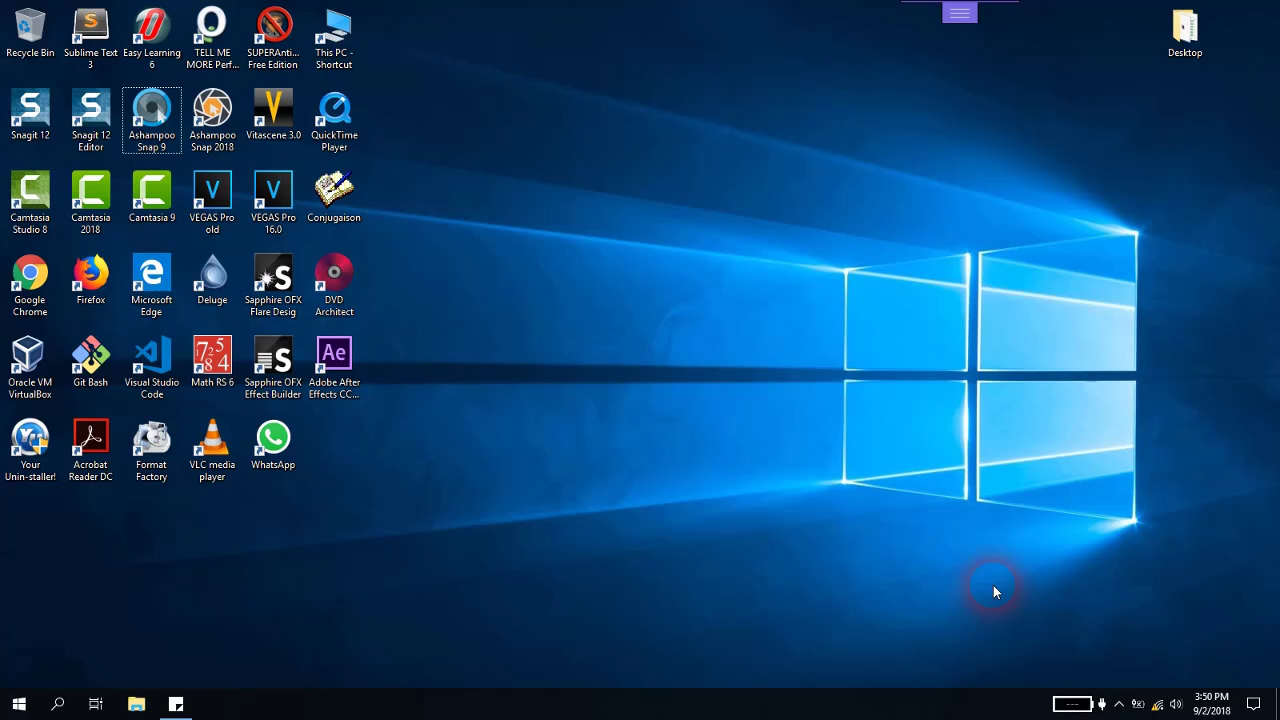 Recycle Bin
Sublime Text
3
Easy Learning
6
TELL ME
MORE Perf...
SUPERAnti...
Free Edition
This PC -
Shortcut
Desktop
Snagit 12
Snagit 12
Editor
Ashampoo
Snap 9
Ashampoo
Snap 2018
Vitascene 3.0
QuickTime
Player
Camtasia
Studio 8
Camtasia
2018
Camtasia 9
VEGAS Pro
old
VEGAS Pro
16.0
Conjugaison
Google
Chrome
Firefox
Microsoft
Edge
Deluge
Sapphire OFX
Flare Desig
DVD
Architect
Oracle VM
VirtualBox
Git Bash
Visual Studio
Code
Math RS 6
Sapphire OFX
Effect Builder
Adobe After
Effects CC...
Your
Unin-staller!
Acrobat
Reader DC
Format
Factory
VLC media
player
WhatsApp
3:50 PM
9/2/2018